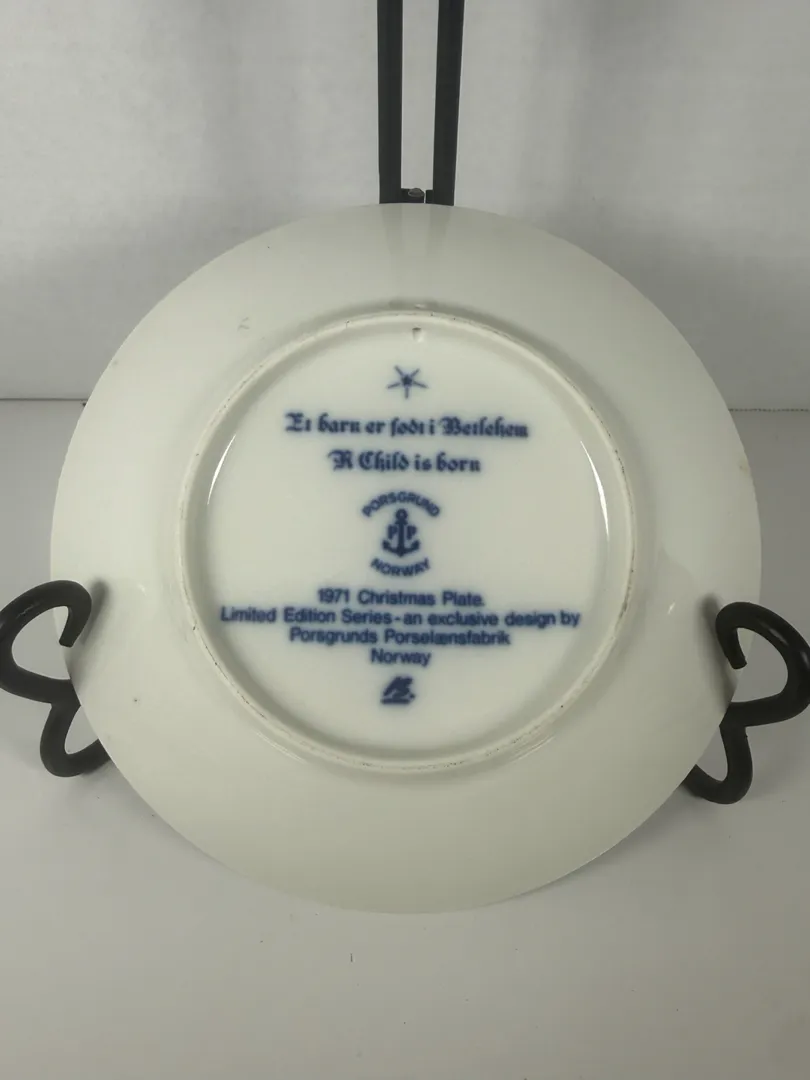 Et barn er født i Betlehem
A Child is born
PORSGRUND
P P
NORWAY
1971 Christmas Plate.
Limited Edition Series-an exclusive design by
Porsgrunds Porselænsfabrik
Norway